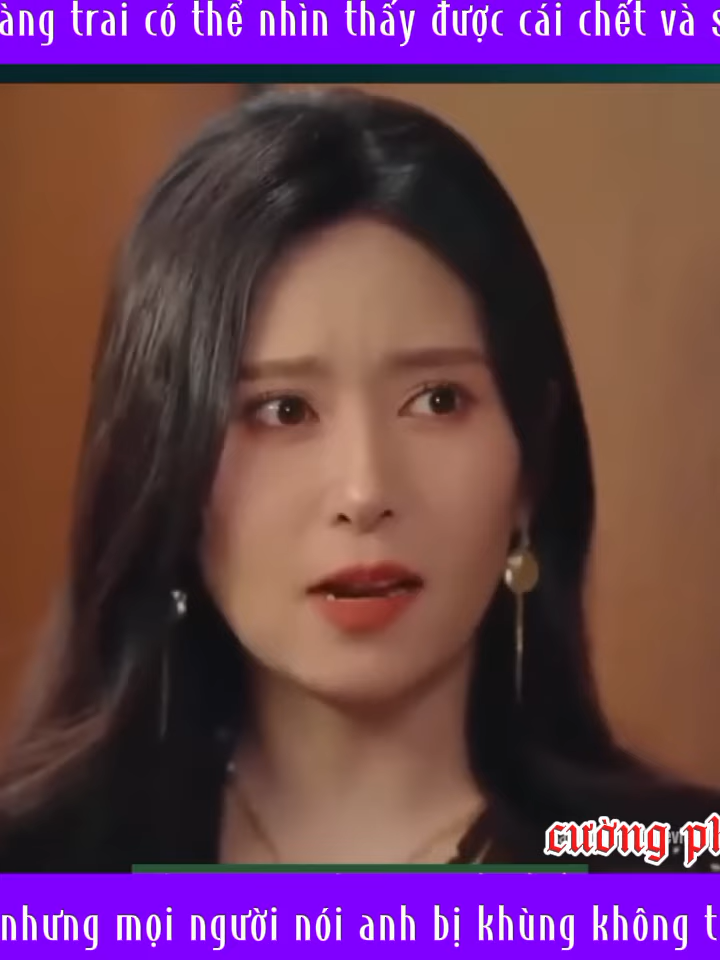 àng trai có thể nhìn thấy được cái chết và s
cường ph
nhưng mọi người nói anh bị khùng không t